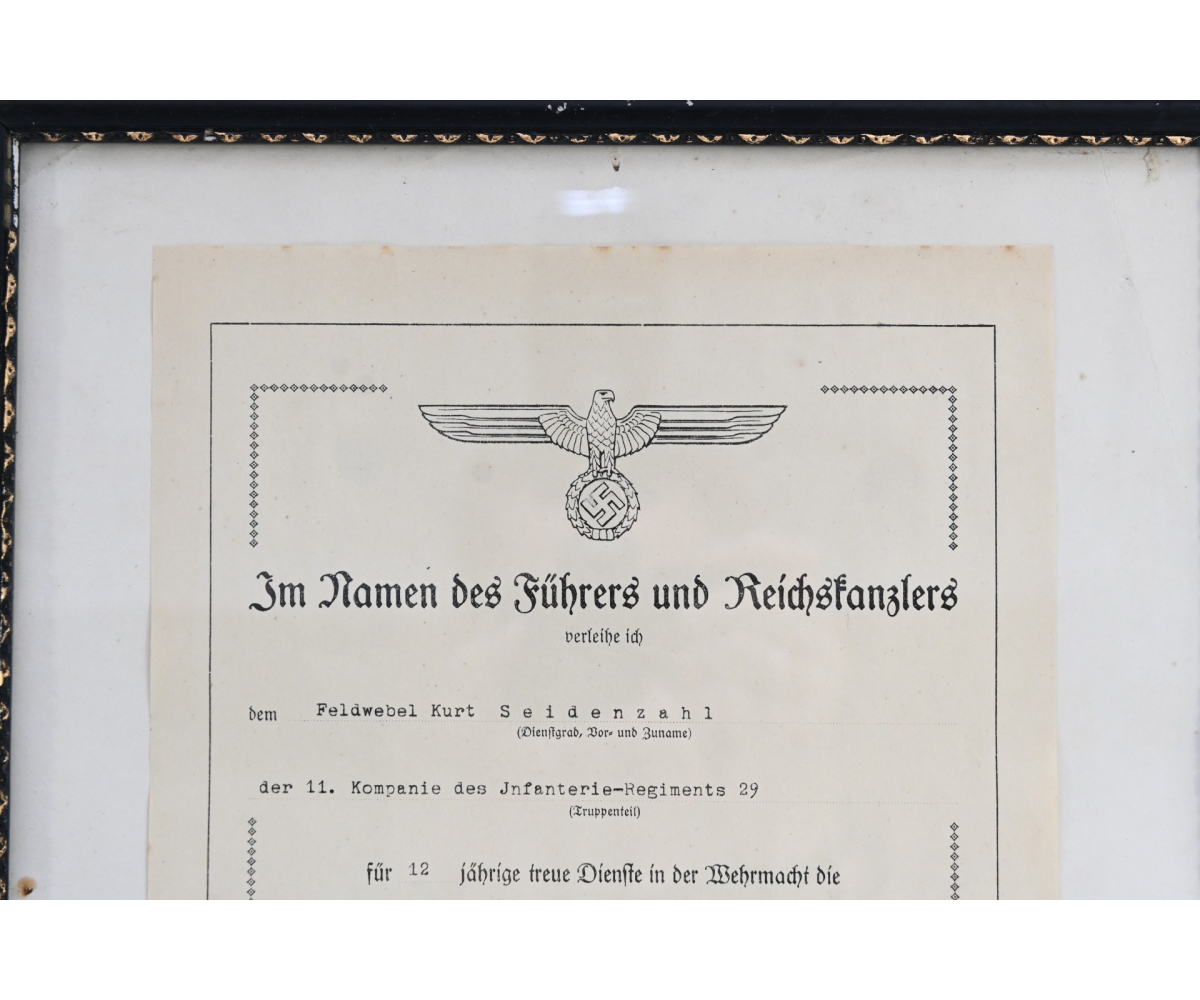 Im Namen des Führers und Reichskanzlers
verleihe ich
dem Feldwebel Kurt S e i d e n z a h l
(Dienstgrad, Vor- und Zuname)
der 11. Kompanie des Jnfanterie-Regiments 29
(Truppenteil)
für 12 jährige treue Dienste in der Wehrmacht die